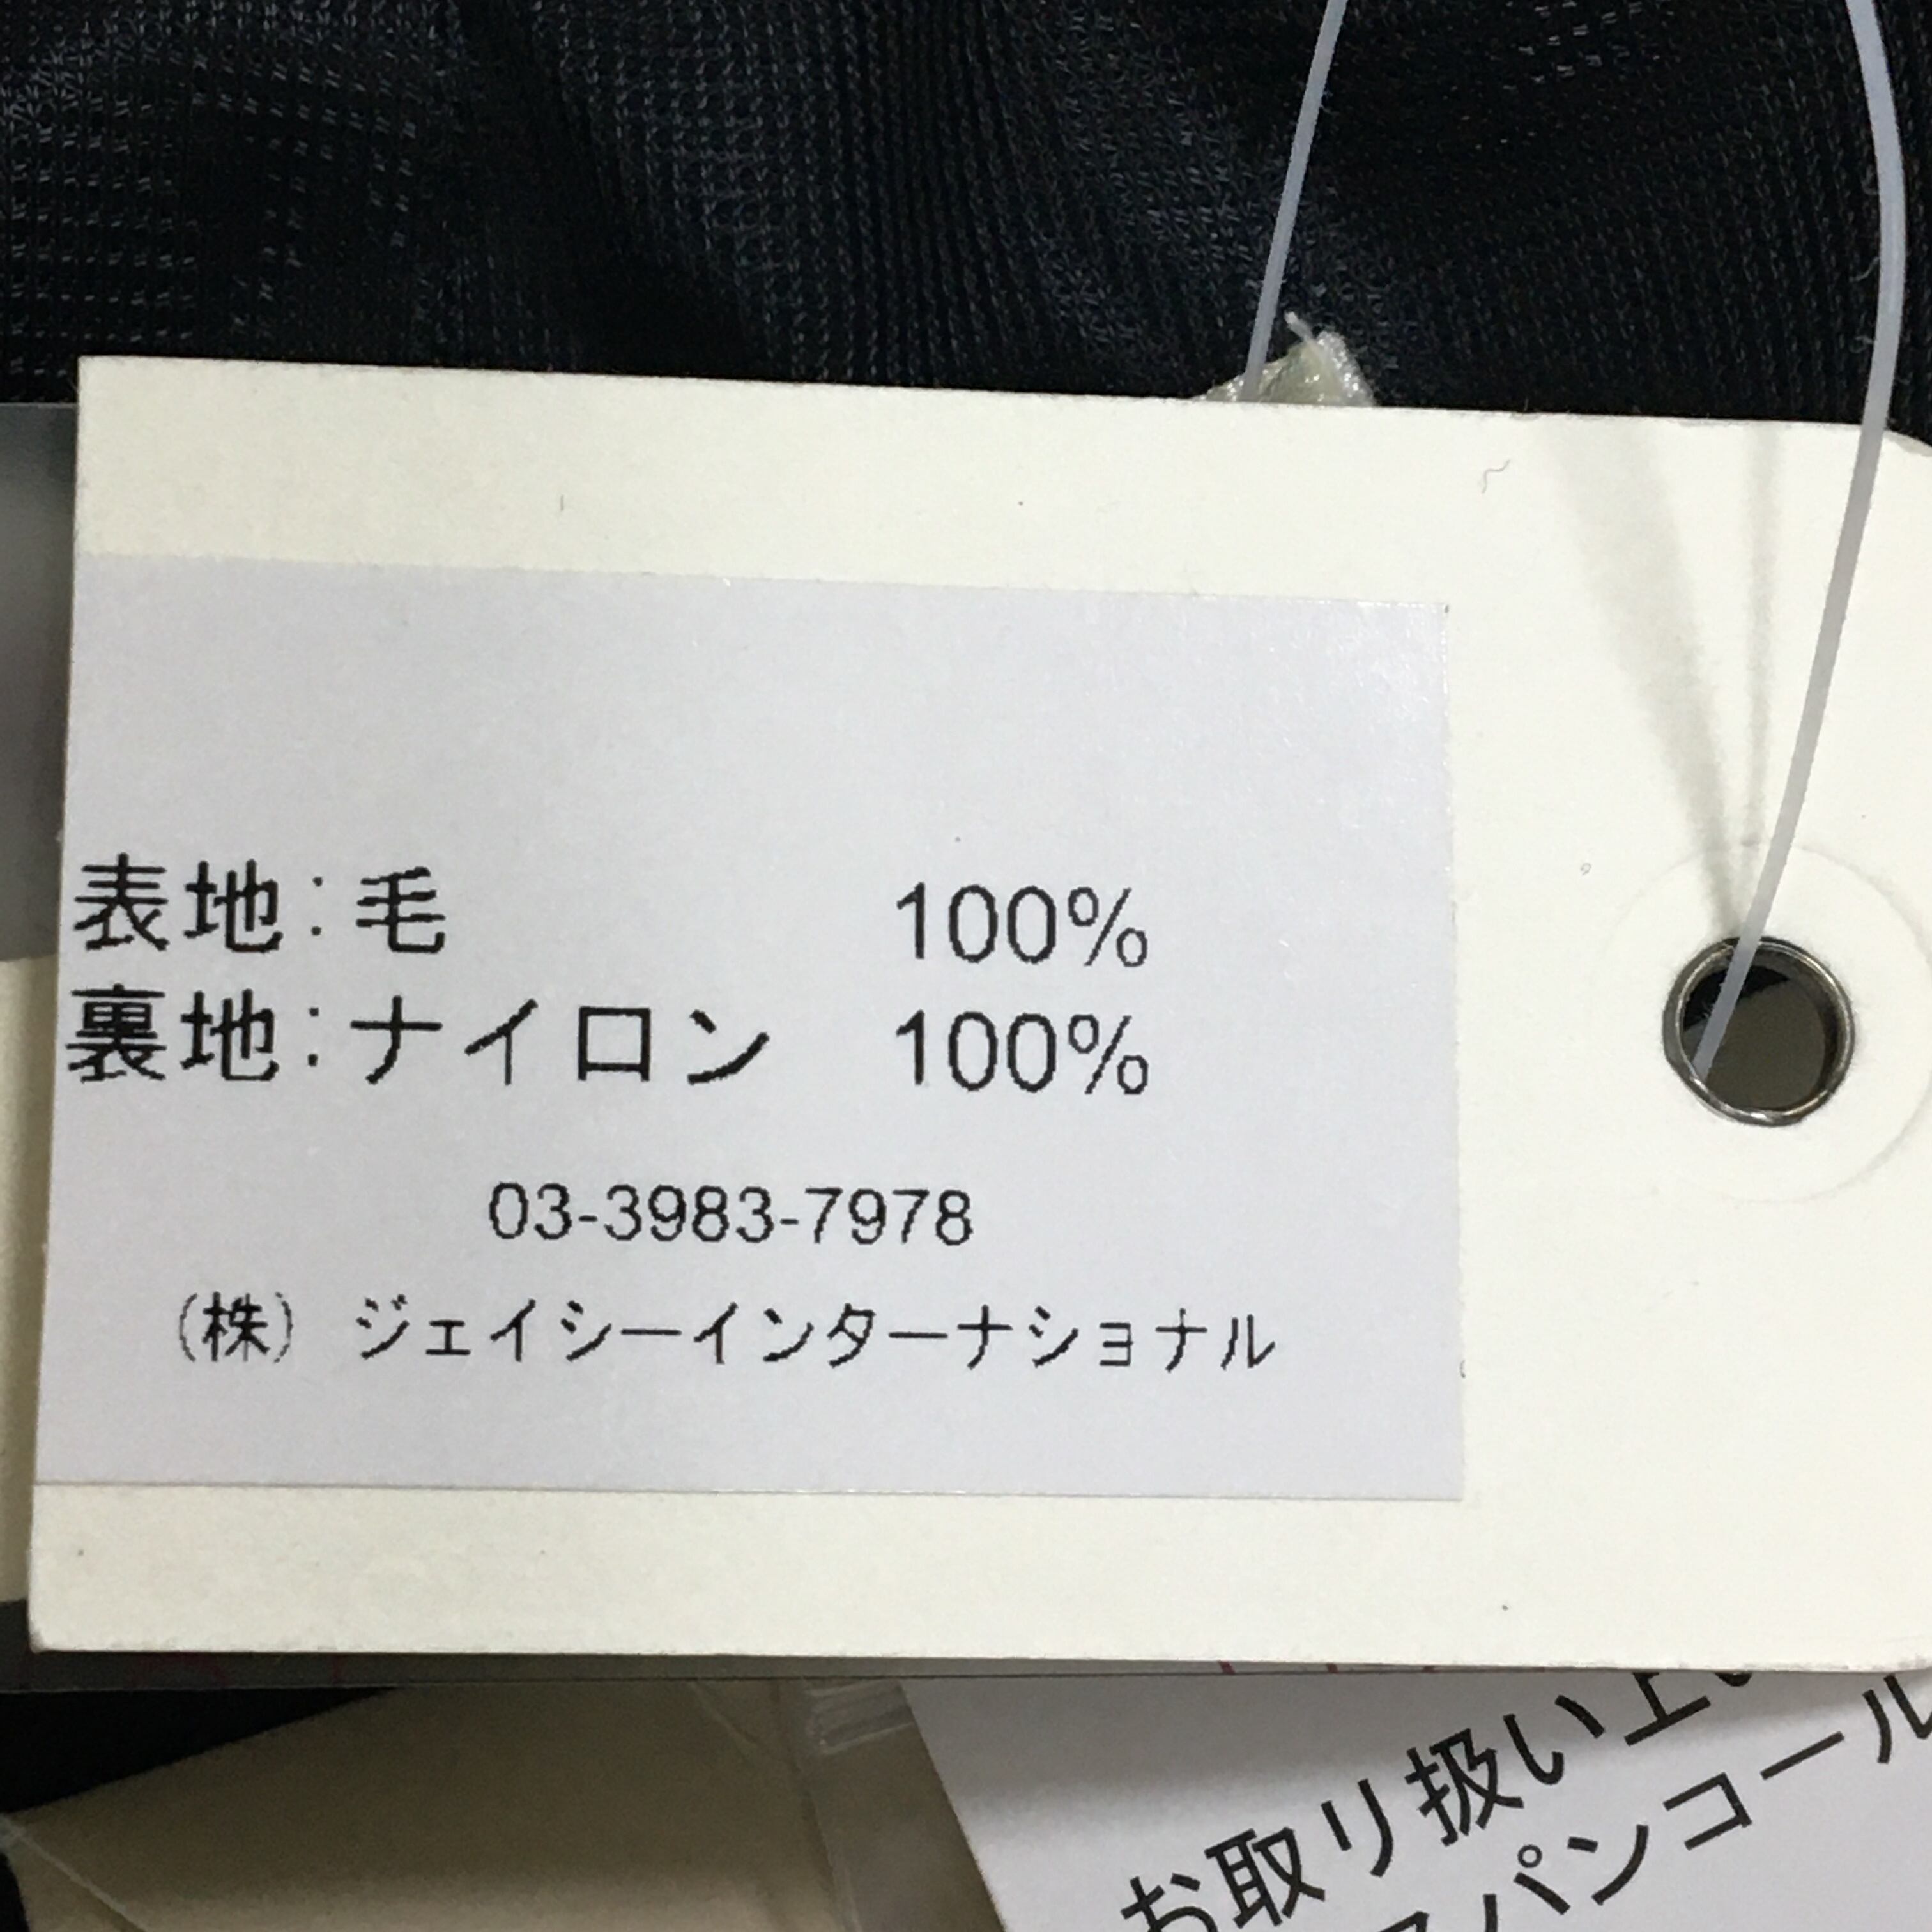 表地:毛 100%
裏地:ナイロン 100%
03-3983-7978
(株) ジェイシーインターナショナル
お取り扱い上
パンコール